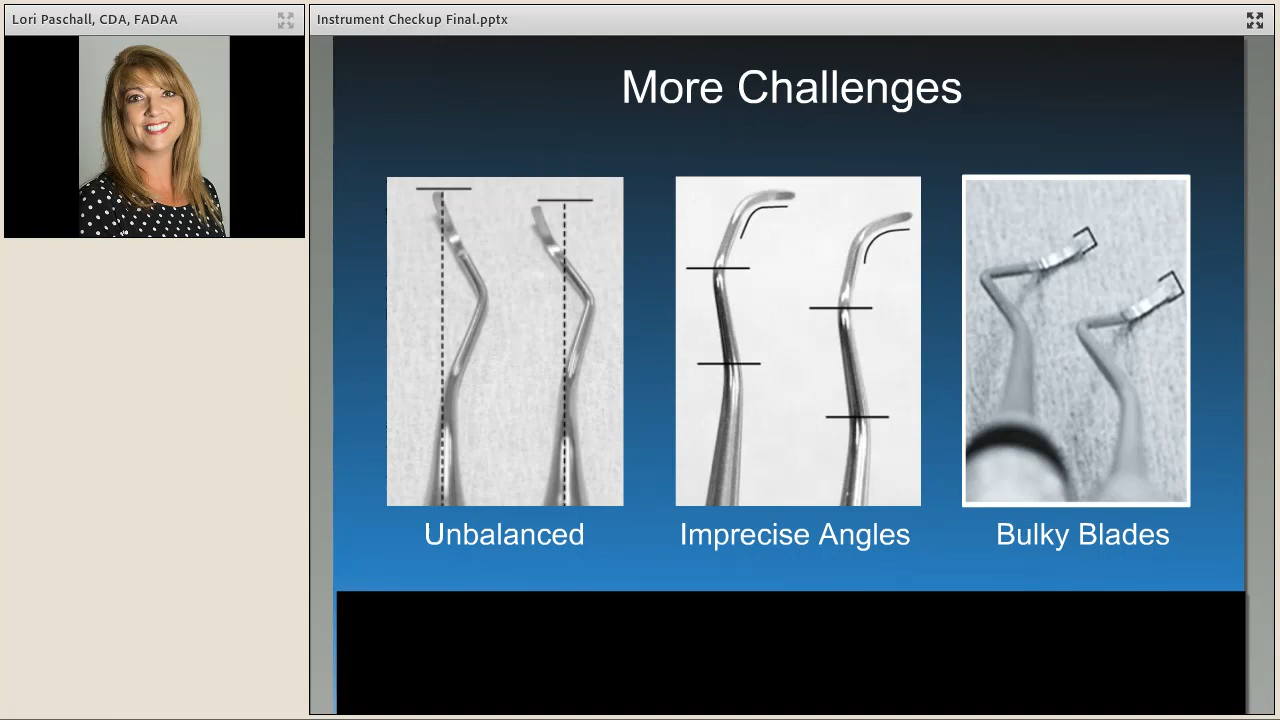 Lori Paschall, CDA, FADAA
Instrument Checkup Final.pptx
More Challenges
Unbalanced
Imprecise Angles
Bulky Blades